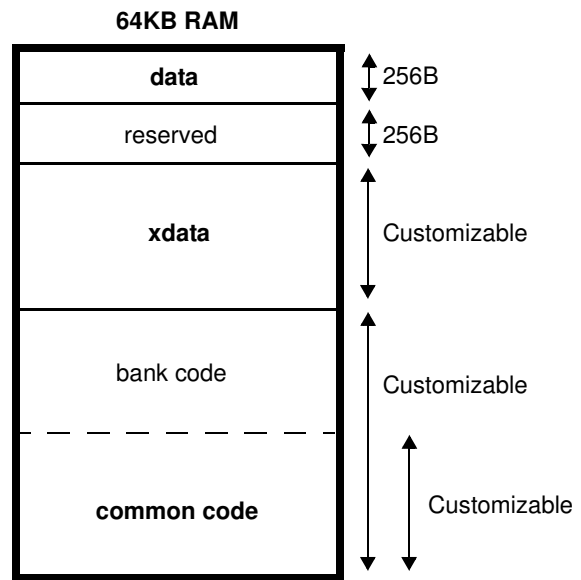 64KB RAM
data
256B
reserved
256B
xdata
Customizable
bank code
Customizable
common code
Customizable